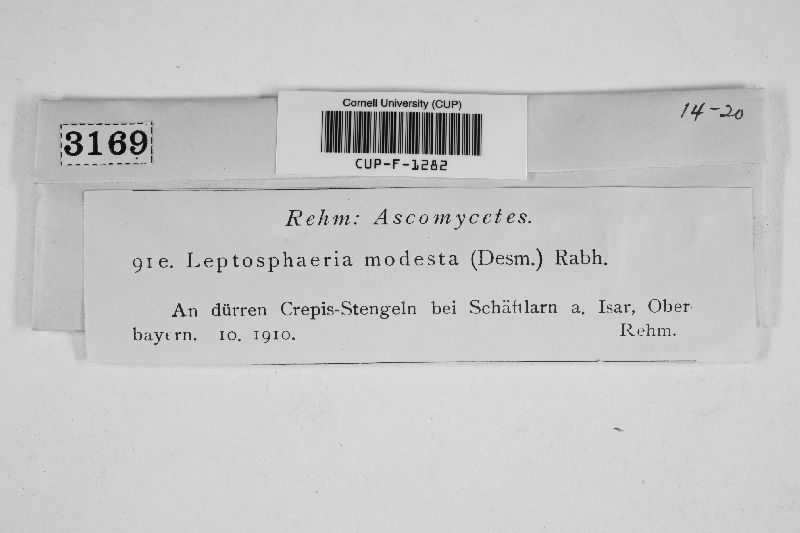 Cornell University (CUP)
CUP-F-1282
3169
14-20
Rehm: Ascomycetes.
91 e. Leptosphaeria modesta (Desm.) Rabh.
An dürren Crepis-Stengeln bei Schäftlarn a. Isar, Ober-
bayern. 10. 1910. Rehm.